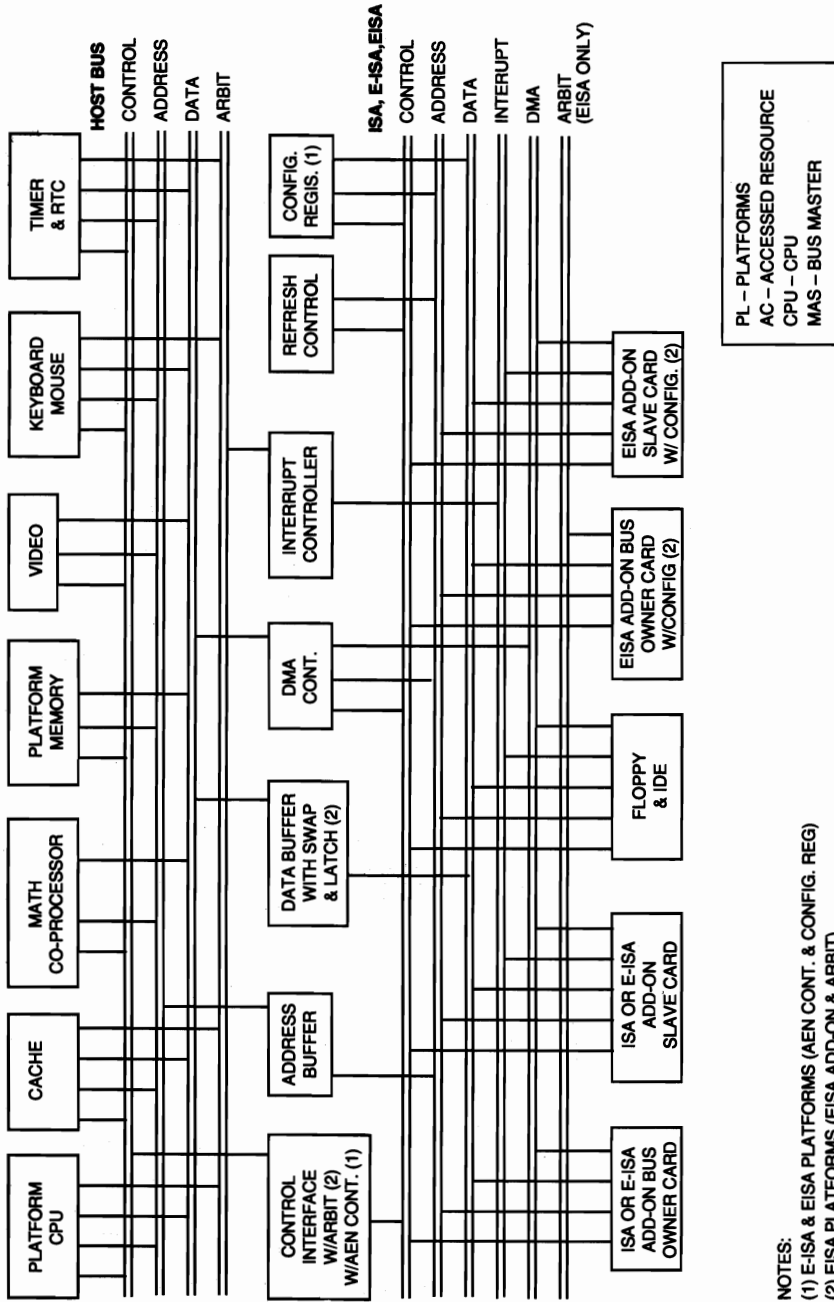 PLATFORM
CPU
CACHE
MATH
CO-PROCESSOR
PLATFORM
MEMORY
VIDEO
KEYBOARD
MOUSE
TIMER
& RTC
HOST BUS
CONTROL
ADDRESS
DATA
ARBIT
CONTROL
INTERFACE
W/ARBIT (2)
W/AEN CONT. (1)
ADDRESS
BUFFER
DATA BUFFER
WITH SWAP
& LATCH (2)
DMA
CONT.
INTERRUPT
CONTROLLER
REFRESH
CONTROL
CONFIG.
REGIS. (1)
ISA, E-ISA,EISA
CONTROL
ADDRESS
DATA
INTERUPT
DMA
ARBIT
(EISA ONLY)
ISA OR E-ISA
ADD-ON BUS
OWNER CARD
ISA OR E-ISA
ADD-ON
SLAVE CARD
FLOPPY
& IDE
EISA ADD-ON BUS
OWNER CARD
W/CONFIG (2)
EISA ADD-ON
SLAVE CARD
W/ CONFIG. (2)
PL – PLATFORMS
AC – ACCESSED RESOURCE
CPU – CPU
MAS – BUS MASTER
NOTES:
(1) E-ISA & EISA PLATFORMS (AEN CONT. & CONFIG. REG)
(2) EISA PLATFORMS (EISA ADD-ON & ARBIT)